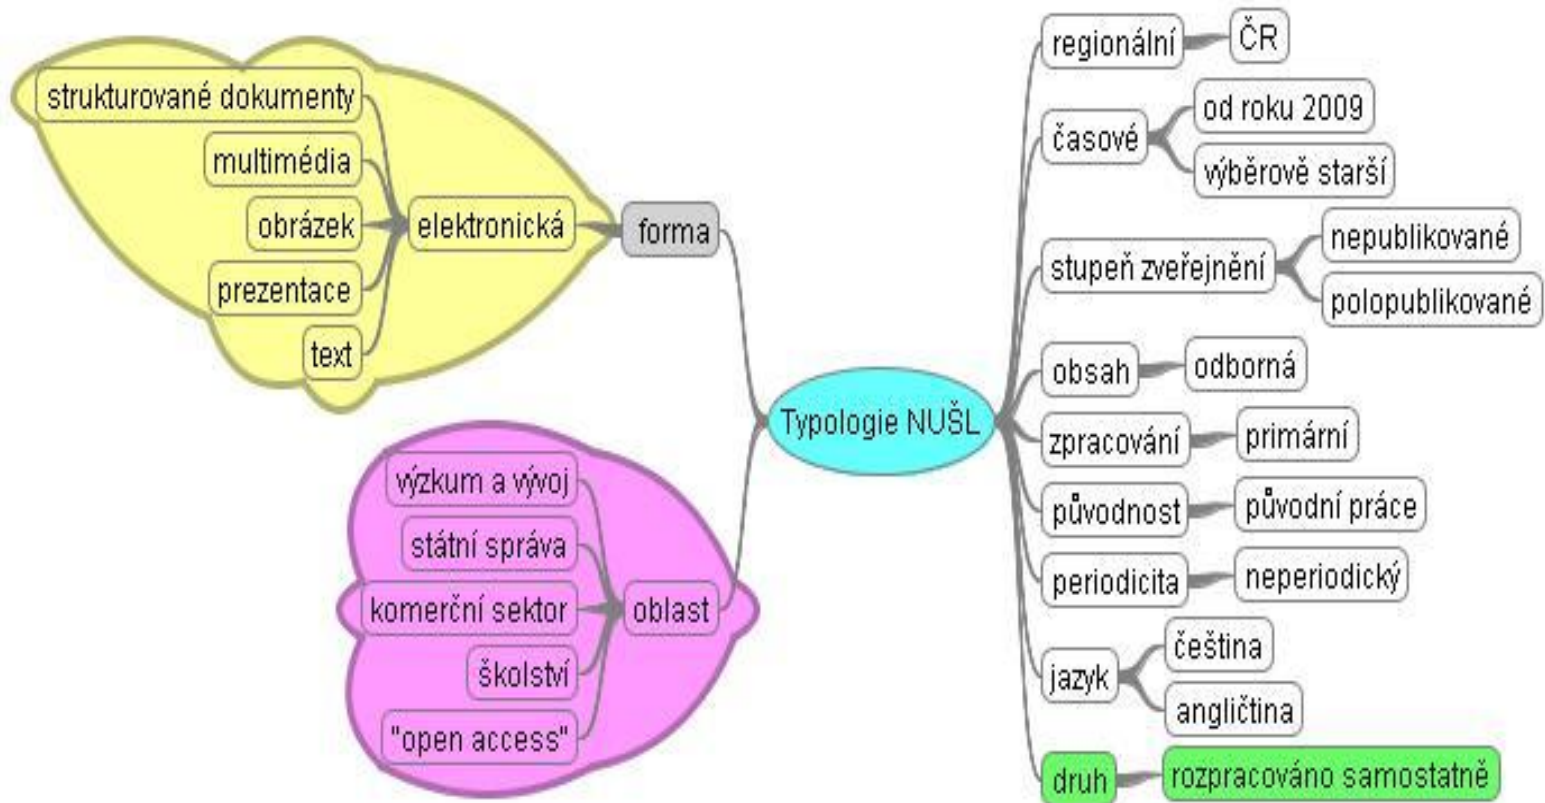 strukturované dokumenty
multimédia
obrázek
prezentace
text
elektronická
forma
výzkum a vývoj
státní správa
komerční sektor
školství
"open access"
oblast
Typologie NUŠL
regionální
ČR
časové
od roku 2009
výběrově starší
stupeň zveřejnění
nepublikované
polopublikované
obsah
odborná
zpracování
primární
původnost
původní práce
periodicita
neperiodický
jazyk
čeština
angličtina
druh
rozpracováno samostatně